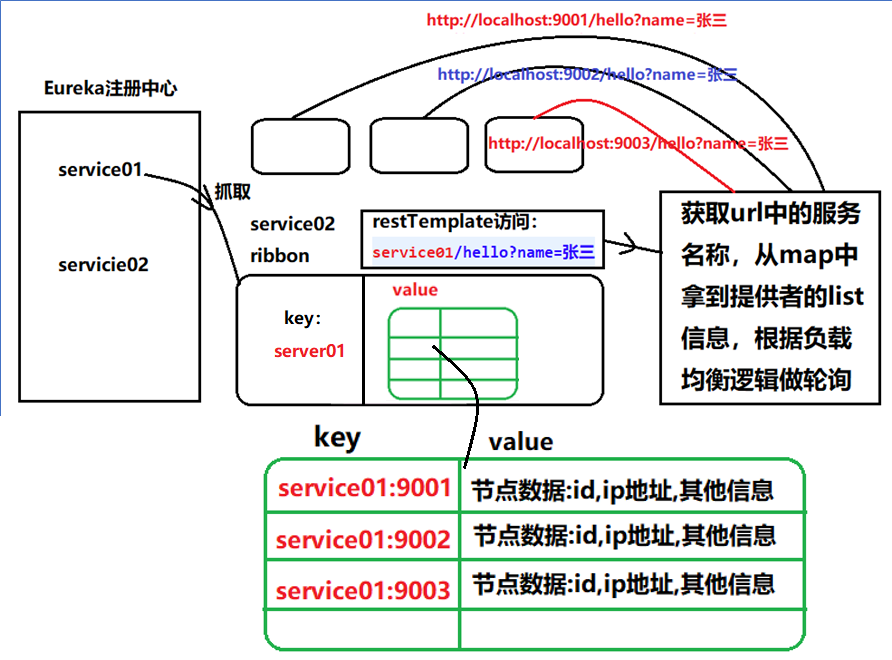 http://localhost:9001/hello?name=张三
http://localhost:9002/hello?name=张三
Eureka注册中心
http://localhost:9003/hello?name=张三
service01
抓取
servicie02
service02
ribbon
restTemplate访问：
service01/hello?name=张三
获取url中的服务
名称，从map中
拿到提供者的list
信息，根据负载
均衡逻辑做轮询
key：
server01
value
key
value
service01:9001
节点数据:id,ip地址,其他信息
service01:9002
节点数据:id,ip地址,其他信息
service01:9003
节点数据:id,ip地址,其他信息